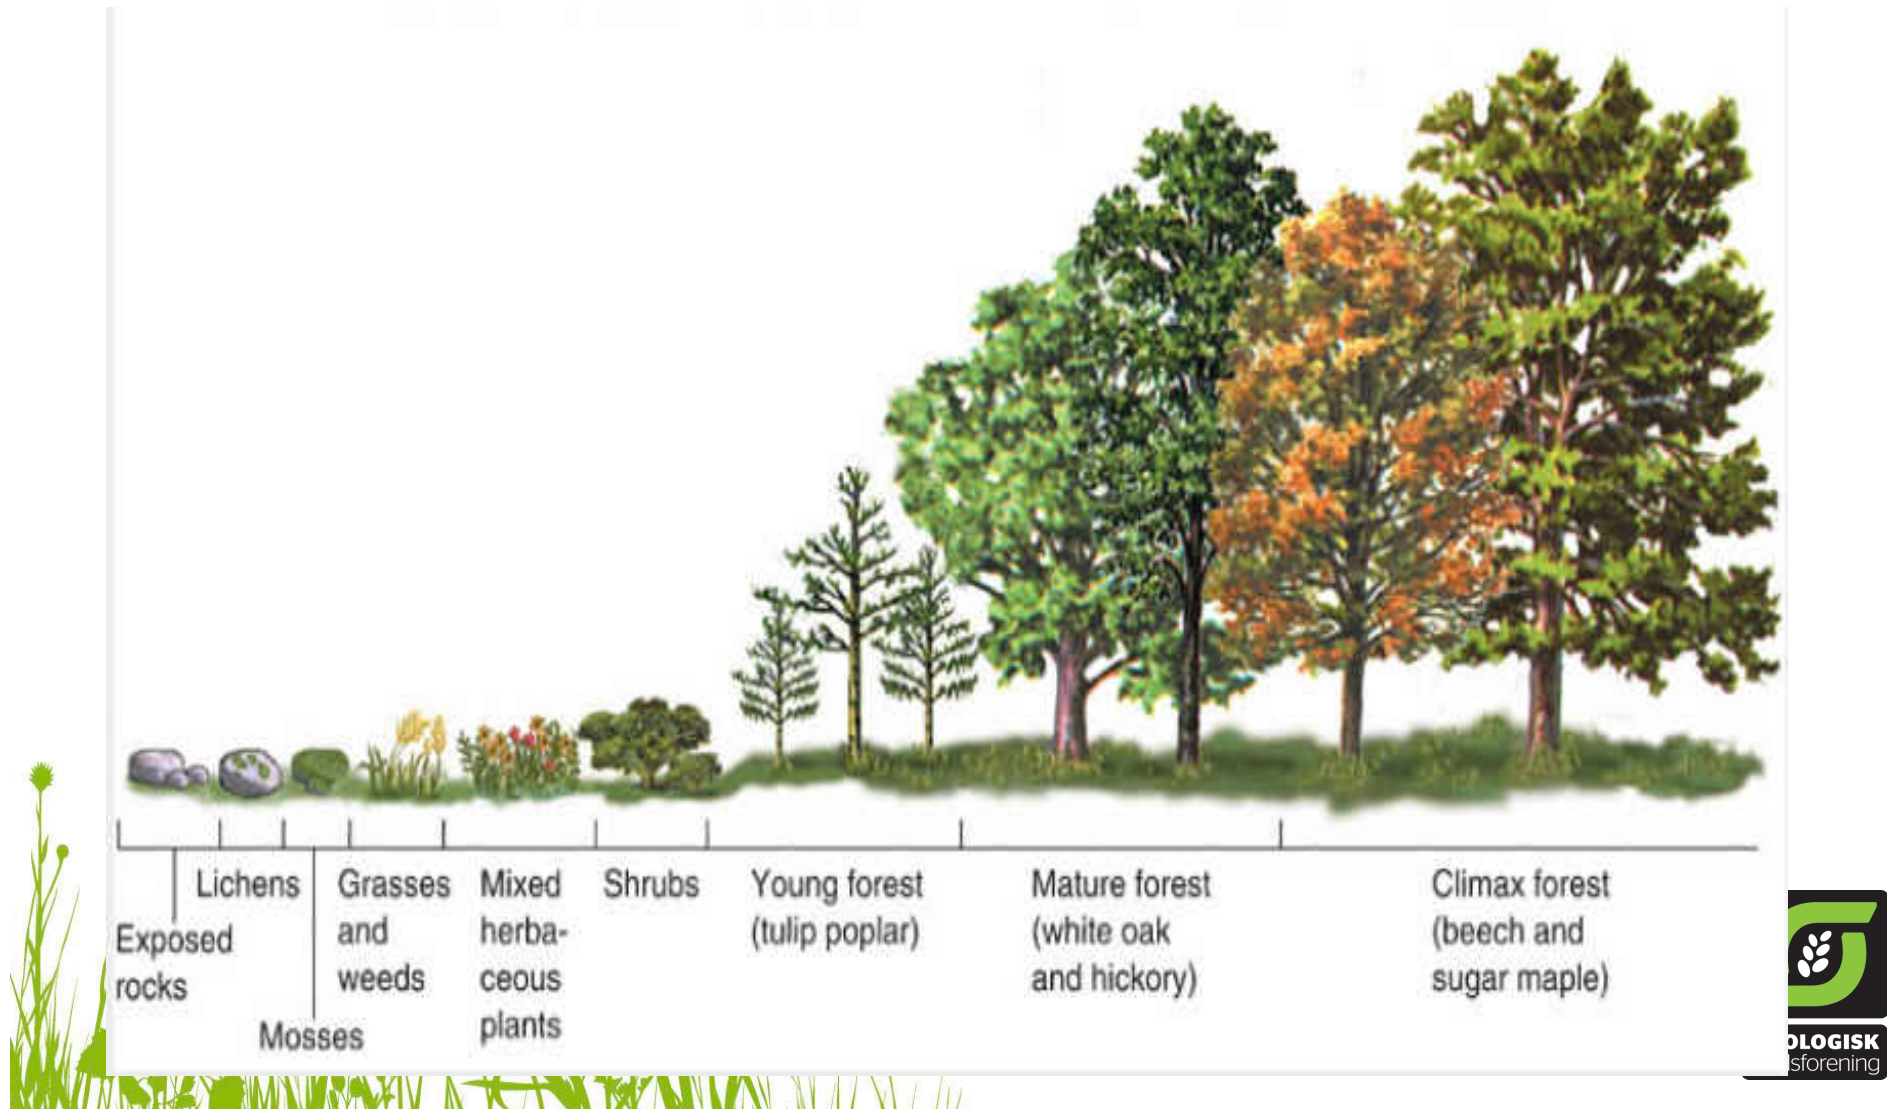 Exposed
rocks
Lichens
Mosses
Grasses
and
weeds
Mixed
herba-
ceous
plants
Shrubs
Young forest
(tulip poplar)
Mature forest
(white oak
and hickory)
Climax forest
(beech and
sugar maple)
OLOGISK
sforening